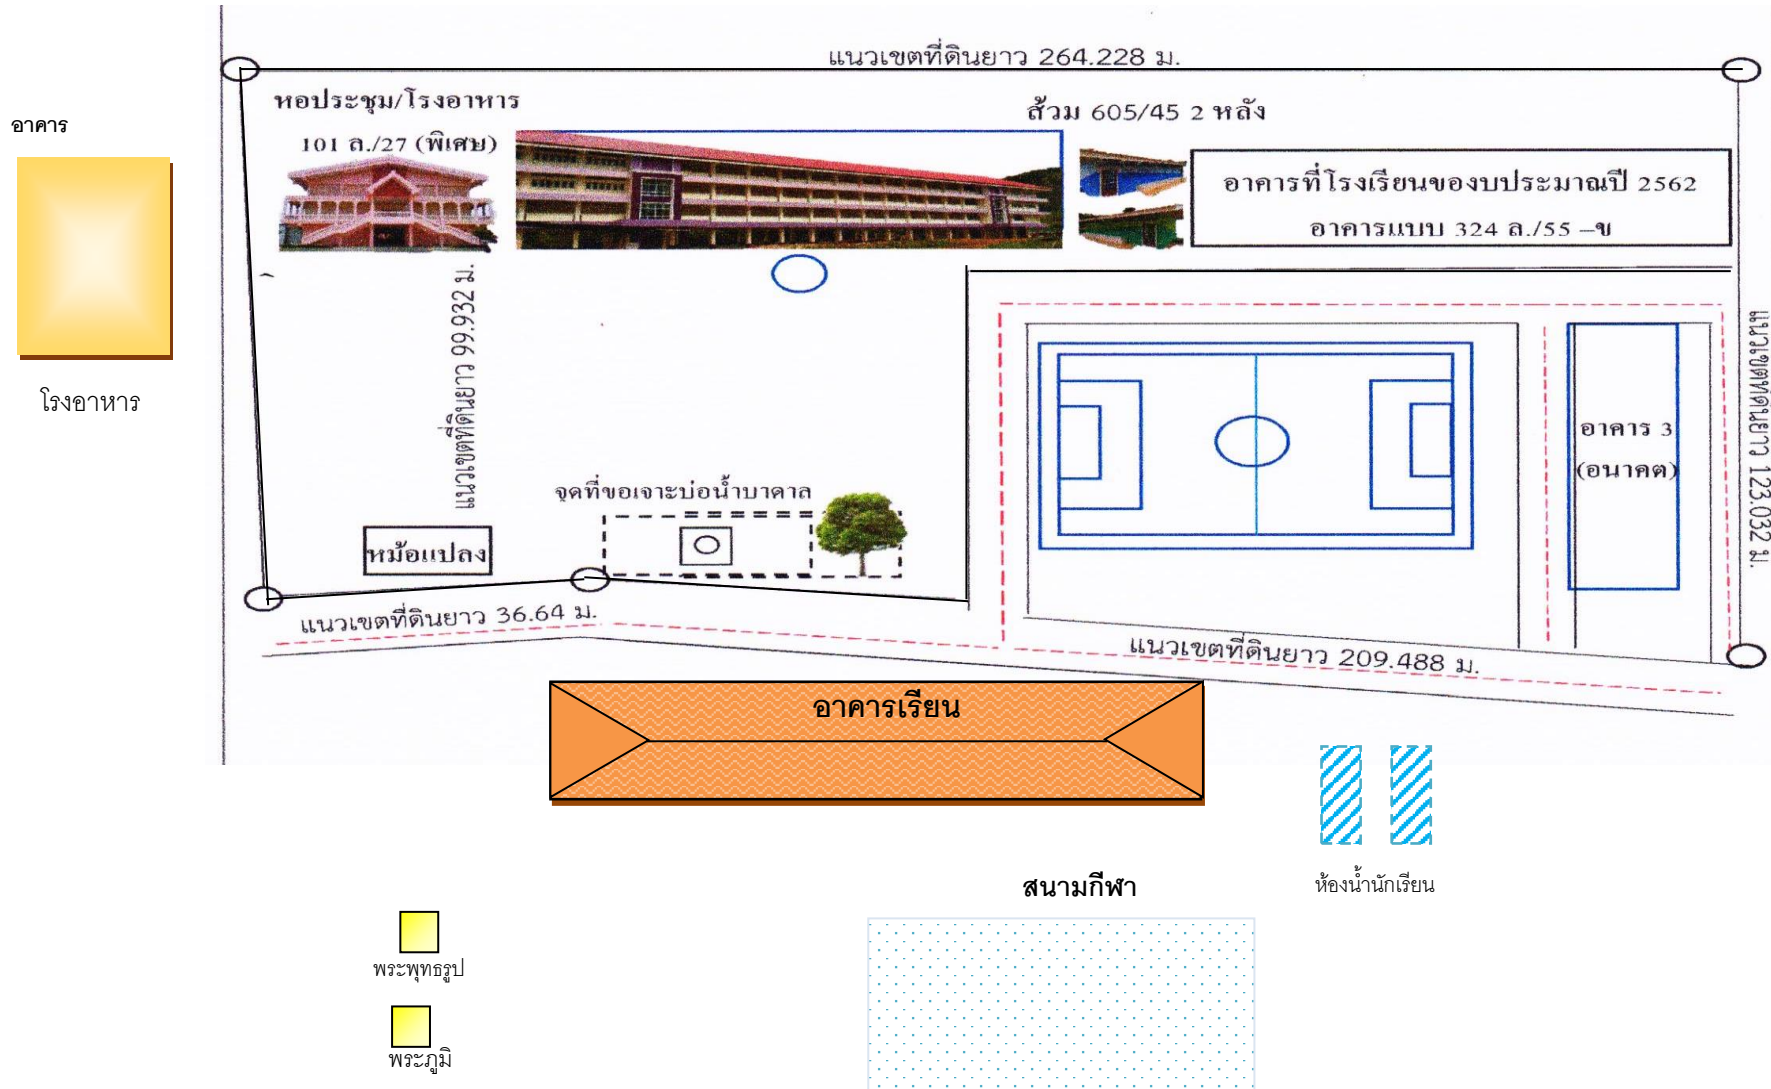 แนวเขตที่ดินยาว 264.228 ม.
หอประชุม/โรงอาหาร
101 ล./27 (พิเศษ)
ส้วม 605/45 2 หลัง
อาคาร
อาคารที่โรงเรียนของบประมาณปี 2562
อาคารแบบ 324 ล./55 –ข
โรงอาหาร
แนวเขตที่ดินยาว 99.932 ม.
แนวเขตที่ดินยาว 123.032 ม.
อาคาร 3
(อนาคต)
จุดที่ขอเจาะบ่อน้ำบาดาล
หม้อแปลง
แนวเขตที่ดินยาว 36.64 ม.
แนวเขตที่ดินยาว 209.488 ม.
อาคารเรียน
สนามกีฬา
ห้องน้ำนักเรียน
พระพุทธรูป
พระภูมิ